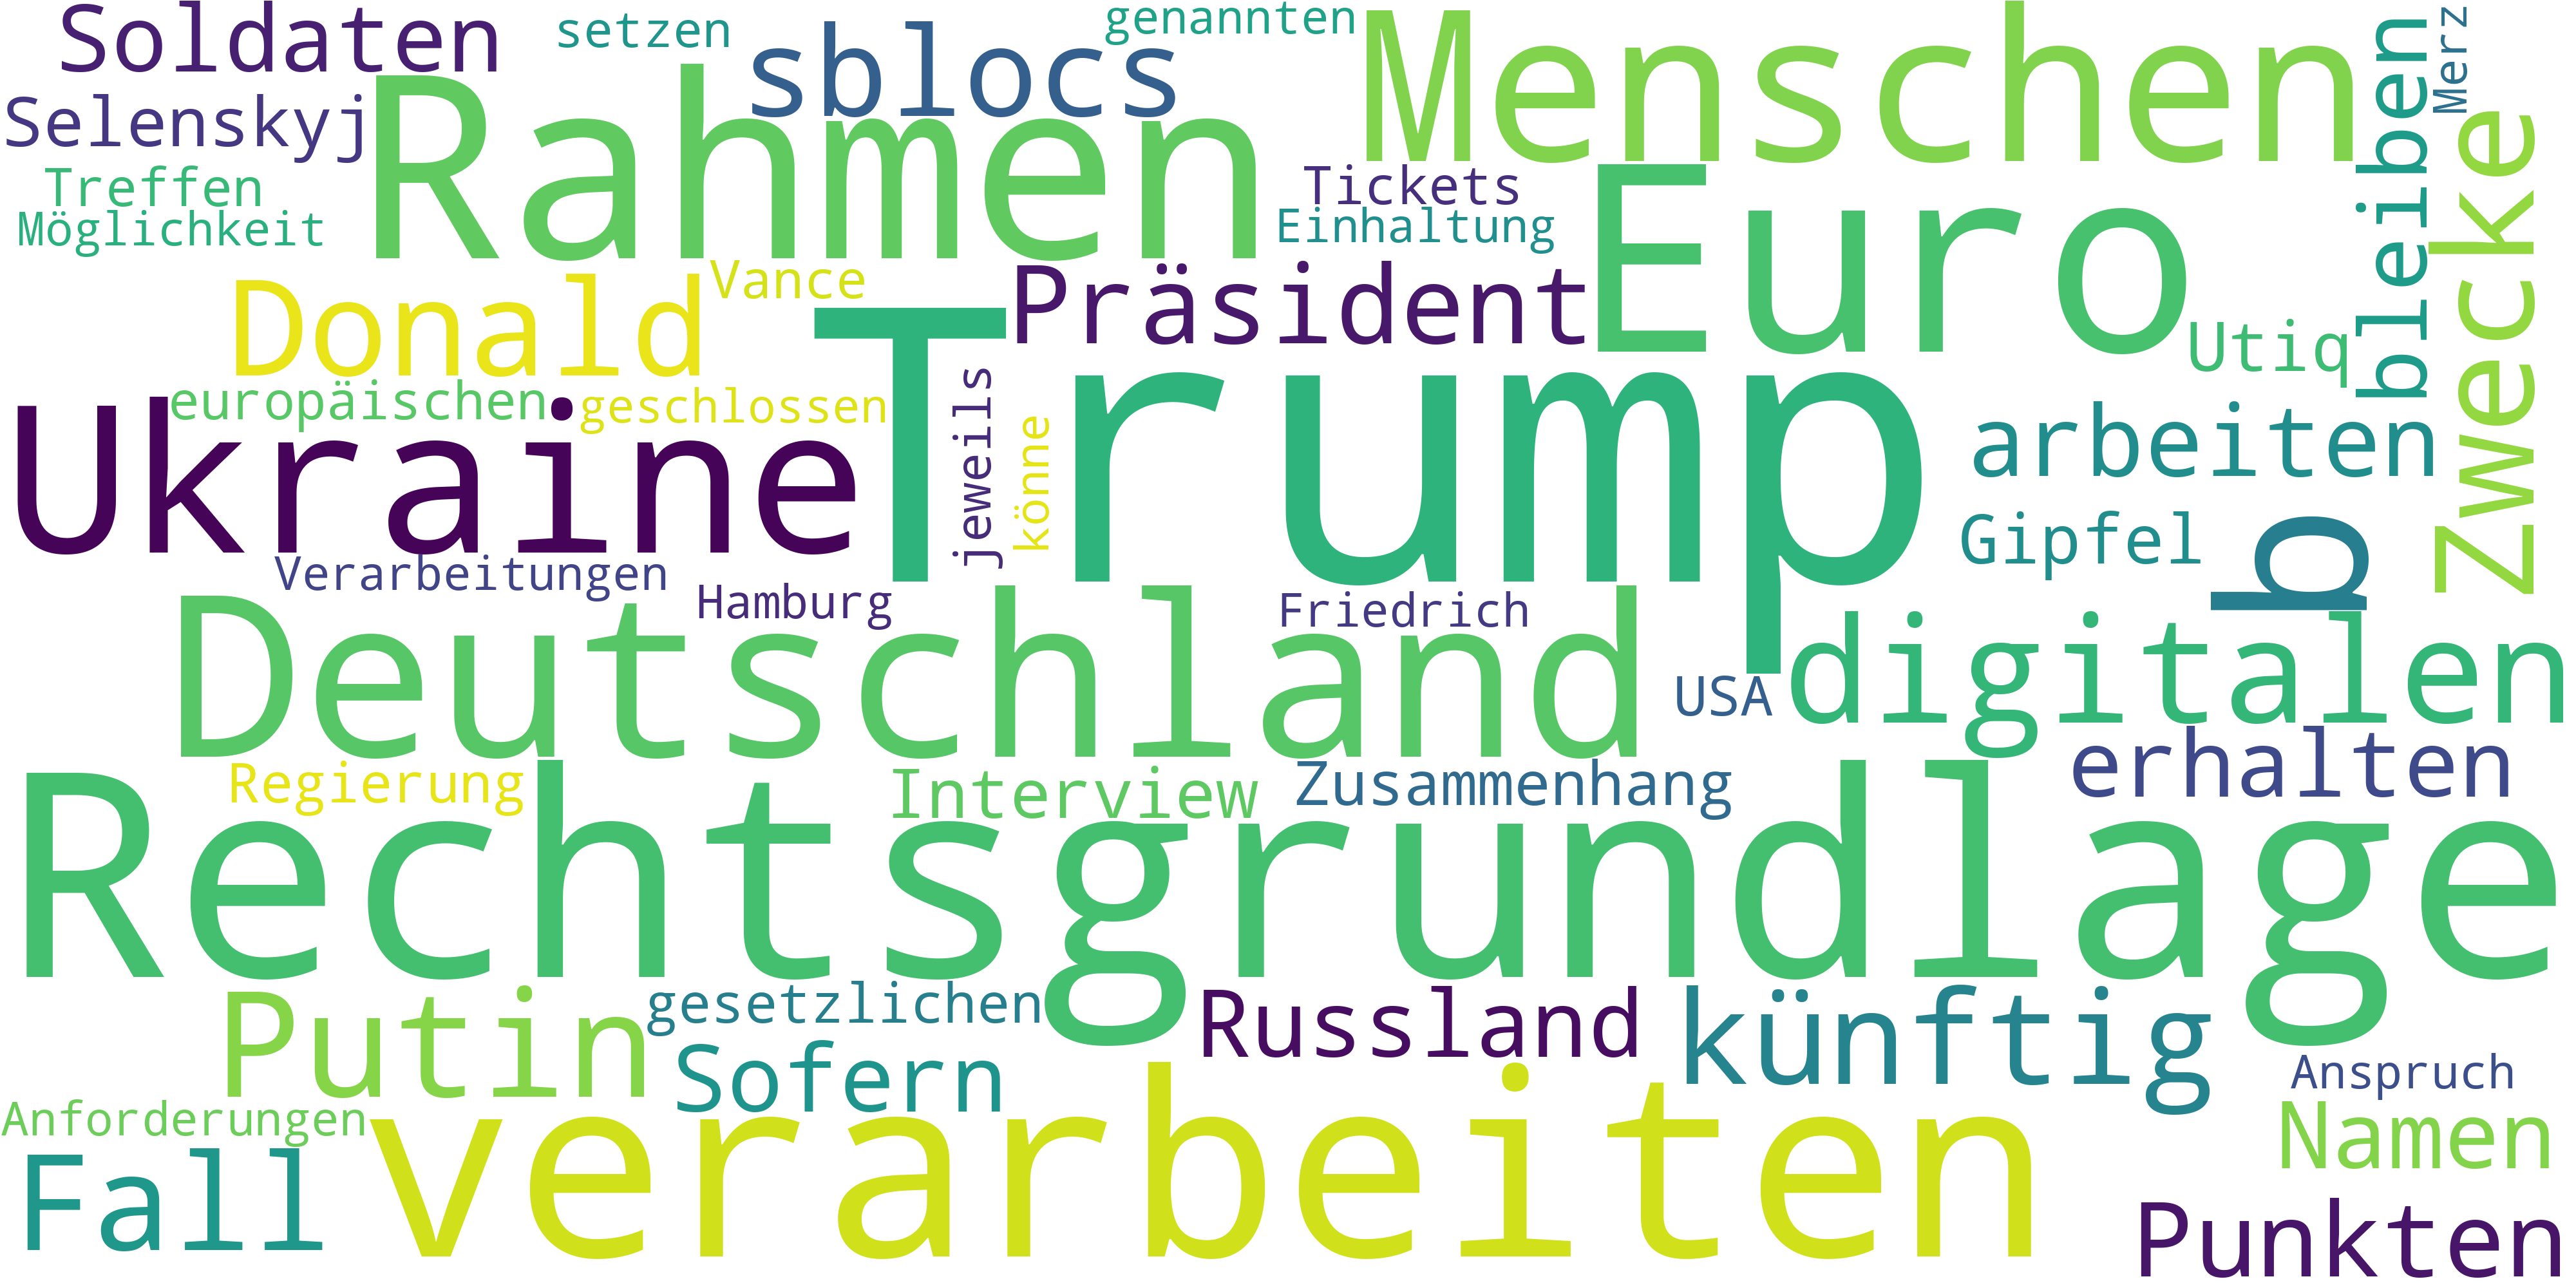 Soldaten
setzen
sblocs
genannten
Menschen
bleiben
Merz
Selenskyj
Rahmen
Zwecke
Treffen
Tickets
Euro
Möglichkeit
Einhaltung
Donald
Vance
Präsident
Utiq
Trump
europäischen
geschlossen
jeweils
könne
arbeiten
Ukraine
Gipfel
b
Verarbeitungen
Hamburg
Friedrich
Deutschland
digitalen
USA
erhalten
Regierung
Interview
Zusammenhang
Rechtsgrundlage
Putin
gesetzlichen
Russland
künftig
Sofern
Anspruch
Anforderungen
verarbeiten
Namen
Fall
Punkten